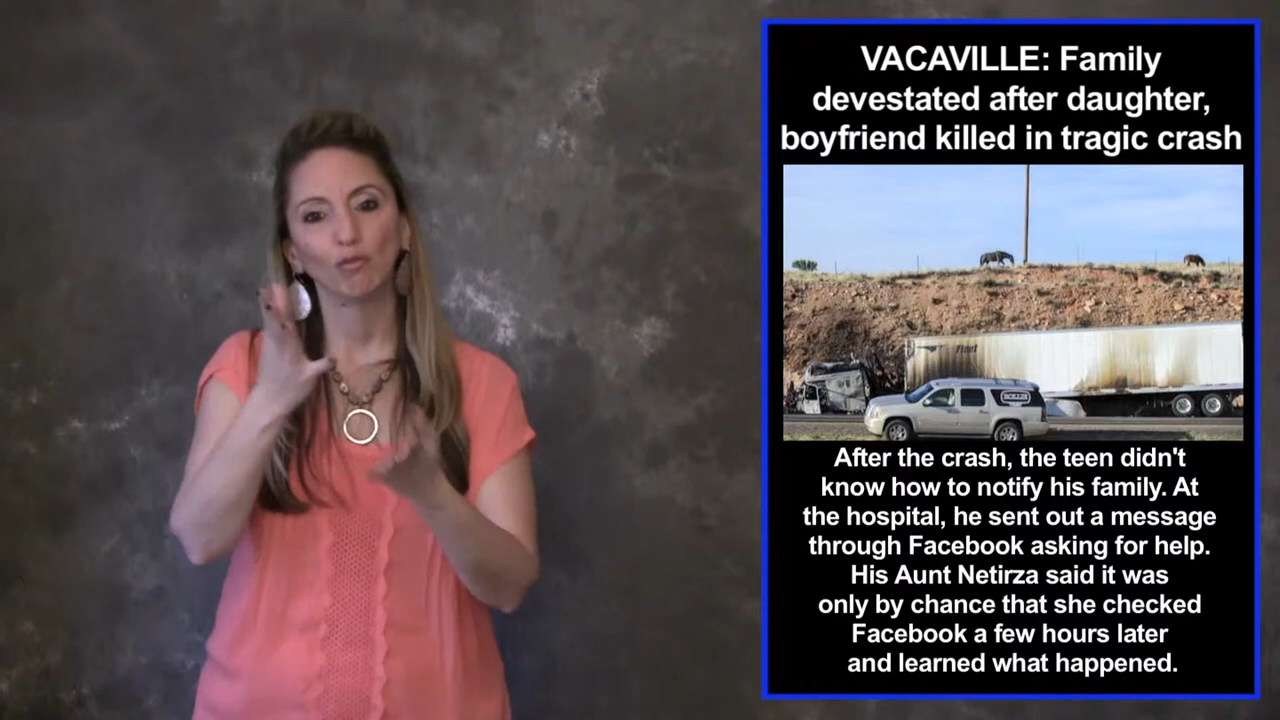 VACAVILLE: Family
devestated after daughter,
boyfriend killed in tragic crash
After the crash, the teen didn't
know how to notify his family. At
the hospital, he sent out a message
through Facebook asking for help.
His Aunt Netirza said it was
only by chance that she checked
Facebook a few hours later
and learned what happened.